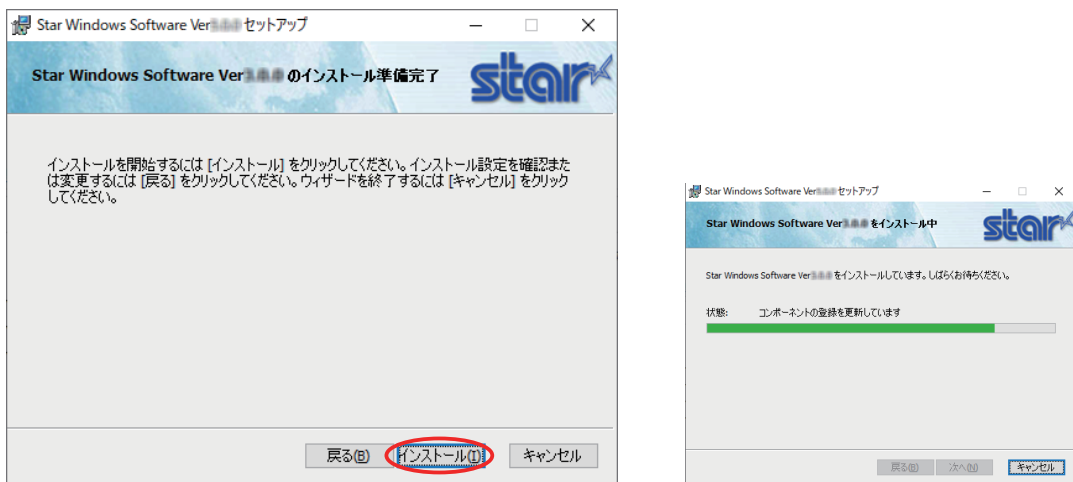 Star Windows Software Ver セットアップ
Star Windows Software Ver のインストール準備完了
star
インストールを開始するには [インストール] をクリックしてください。インストール設定を確認また
は変更するには [戻る] をクリックしてください。ウィザードを終了するには [キャンセル] をクリック
してください。
戻る(B) インストール(I) キャンセル
Star Windows Software Ver セットアップ
Star Windows Software Ver をインストール中
star
Star Windows Software Ver をインストールしています。しばらくお待ちください。
状態: コンポーネントの登録を更新しています
戻る(B) 次へ(N) キャンセル